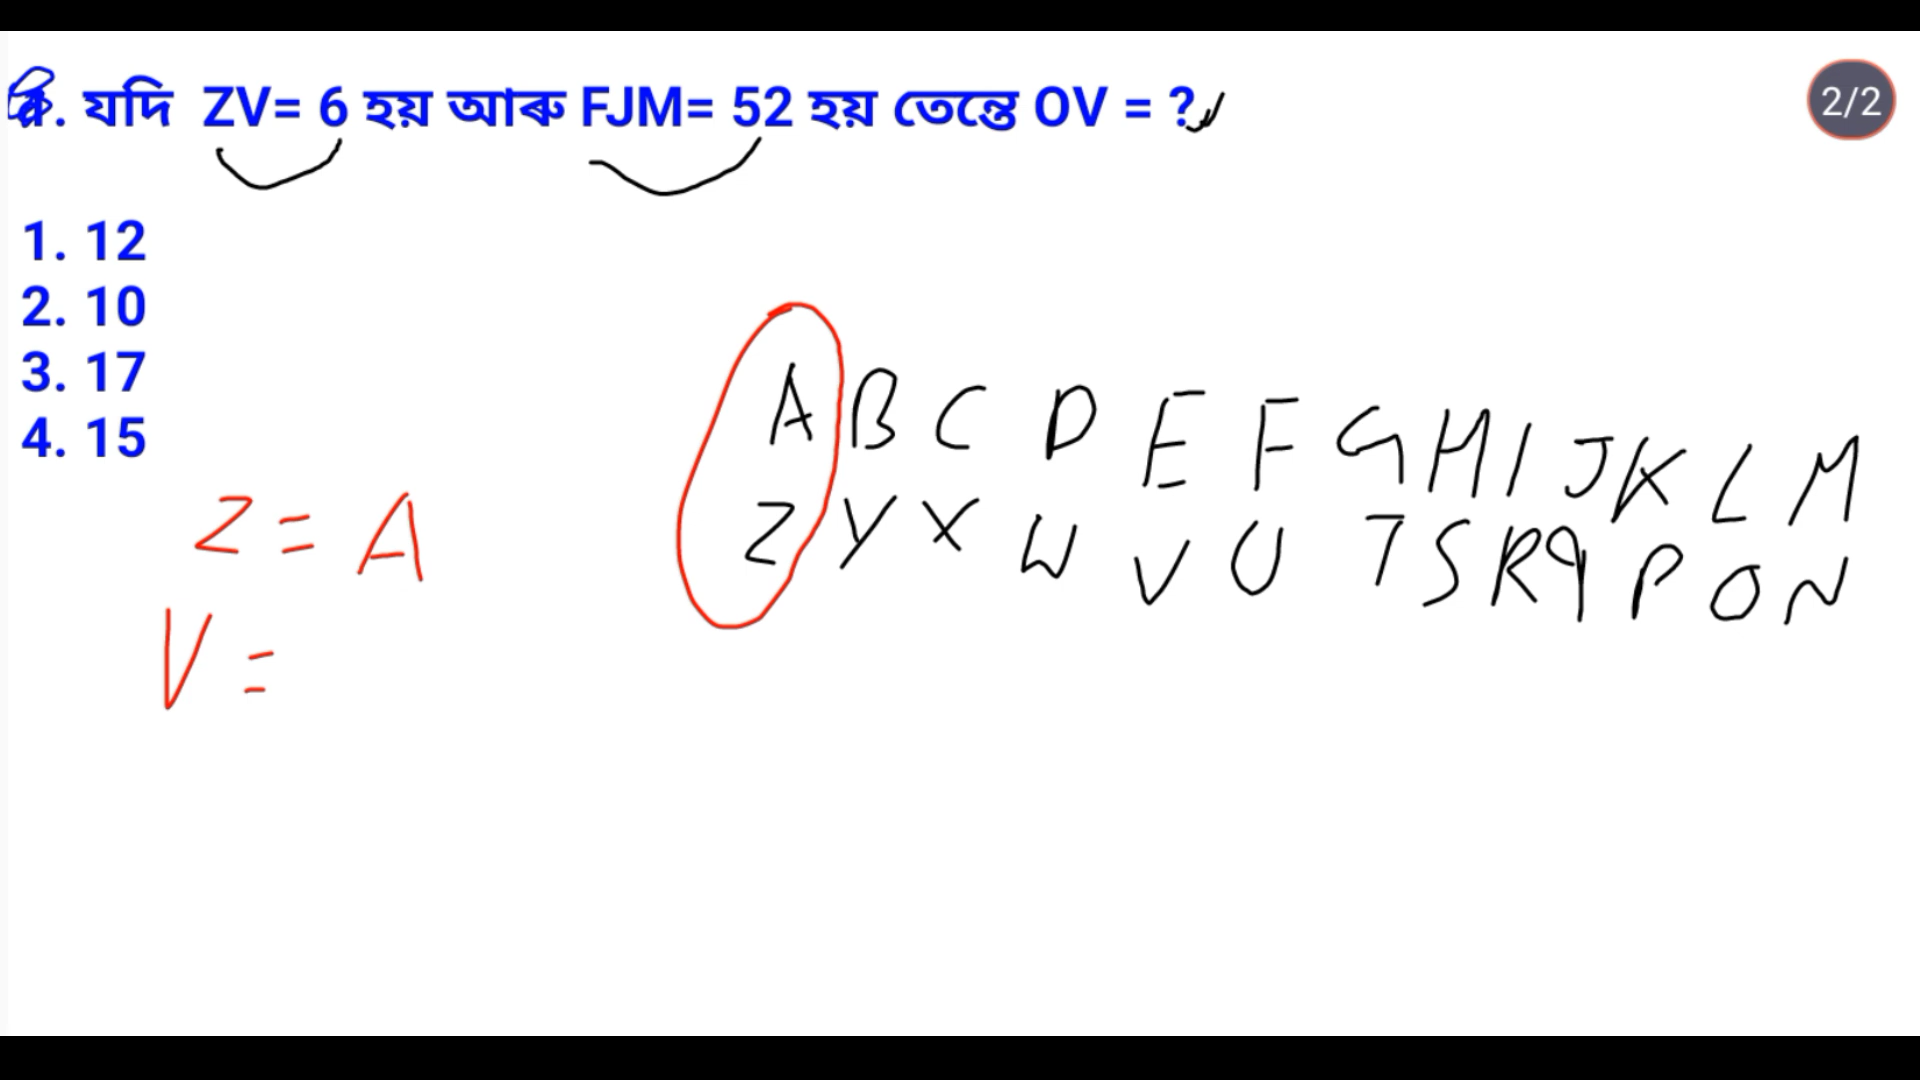 1. যদি ZV= 6 হয় আৰু FJM= 52 হয় তেন্তে OV = ?
2/2
1. 12
2. 10
3. 17
4. 15
A B C D E F G H I J K L M
Z Y X W V U T S R Q P O N
Z = A
V =